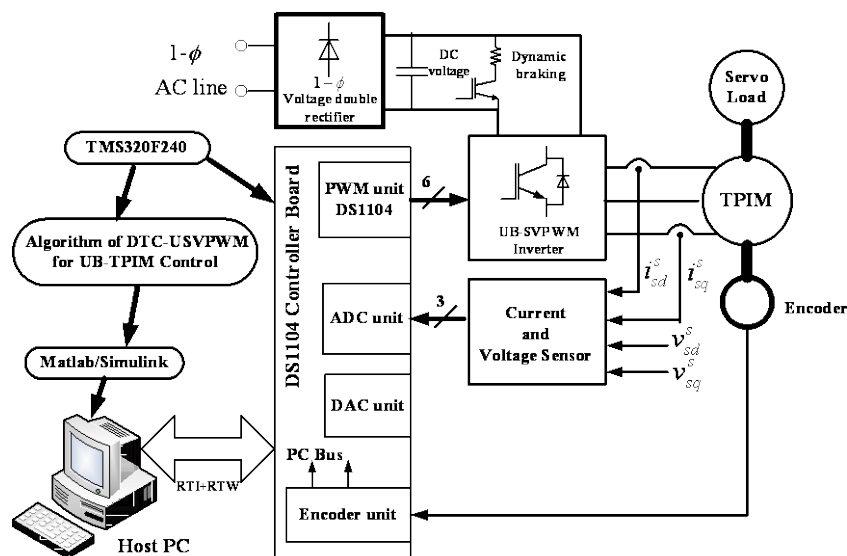 1-ϕ
AC line
1-ϕ
Voltage double
rectifier
DC
voltage
Dynamic
braking
Servo
Load
TMS320F240
DS1104 Controller Board
PWM unit
DS1104
6
UB-SVPWM
Inverter
TPIM
Algorithm of DTC-USVPWM
for UB-TPIM Control
i^s_sd
i^s_sq
Encoder
ADC unit
3
Current
and
Voltage Sensor
v^s_sd
v^s_sq
Matlab/Simulink
DAC unit
PC Bus
RTI+RTW
Encoder unit
Host PC